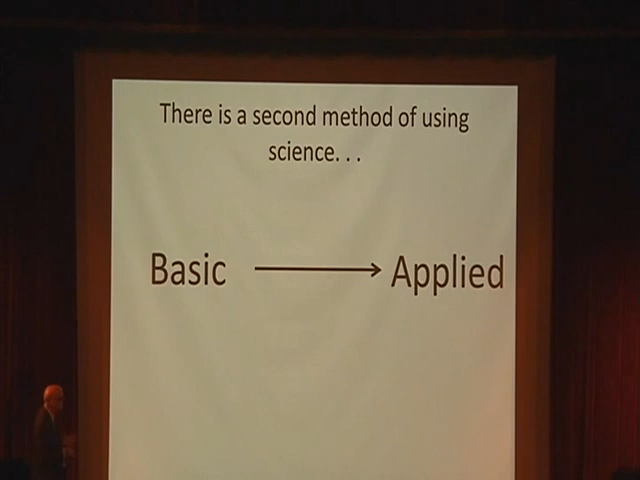 There is a second method of using
science. . .
Basic → Applied